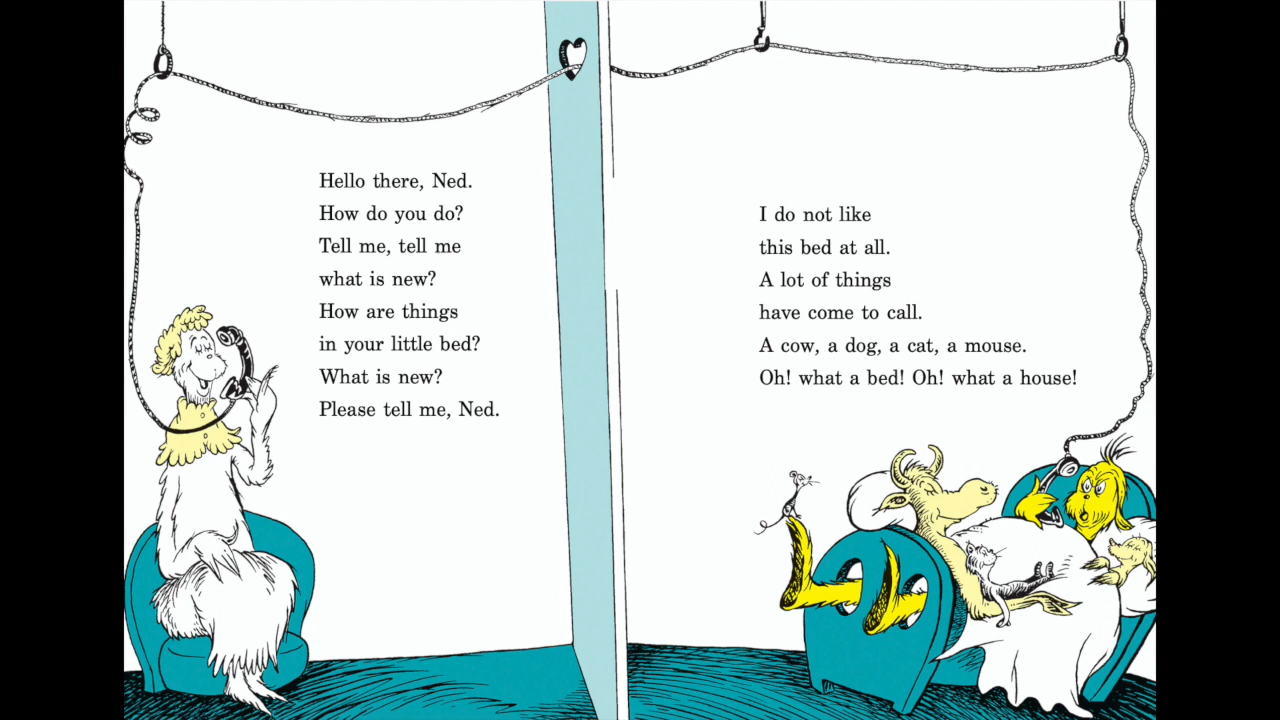 Hello there, Ned.
How do you do?
Tell me, tell me
what is new?
How are things
in your little bed?
What is new?
Please tell me, Ned.
I do not like
this bed at all.
A lot of things
have come to call.
A cow, a dog, a cat, a mouse.
Oh! what a bed! Oh! what a house!